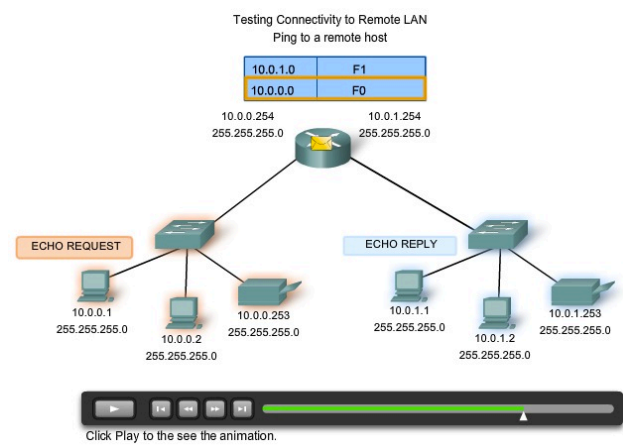 Testing Connectivity to Remote LAN
Ping to a remote host
10.0.1.0 F1
10.0.0.0 F0
10.0.0.254
255.255.255.0
10.0.1.254
255.255.255.0
ECHO REQUEST
ECHO REPLY
10.0.0.1
255.255.255.0
10.0.0.2
255.255.255.0
10.0.0.253
255.255.255.0
10.0.1.1
255.255.255.0
10.0.1.2
255.255.255.0
10.0.1.253
255.255.255.0
Click Play to the see the animation.